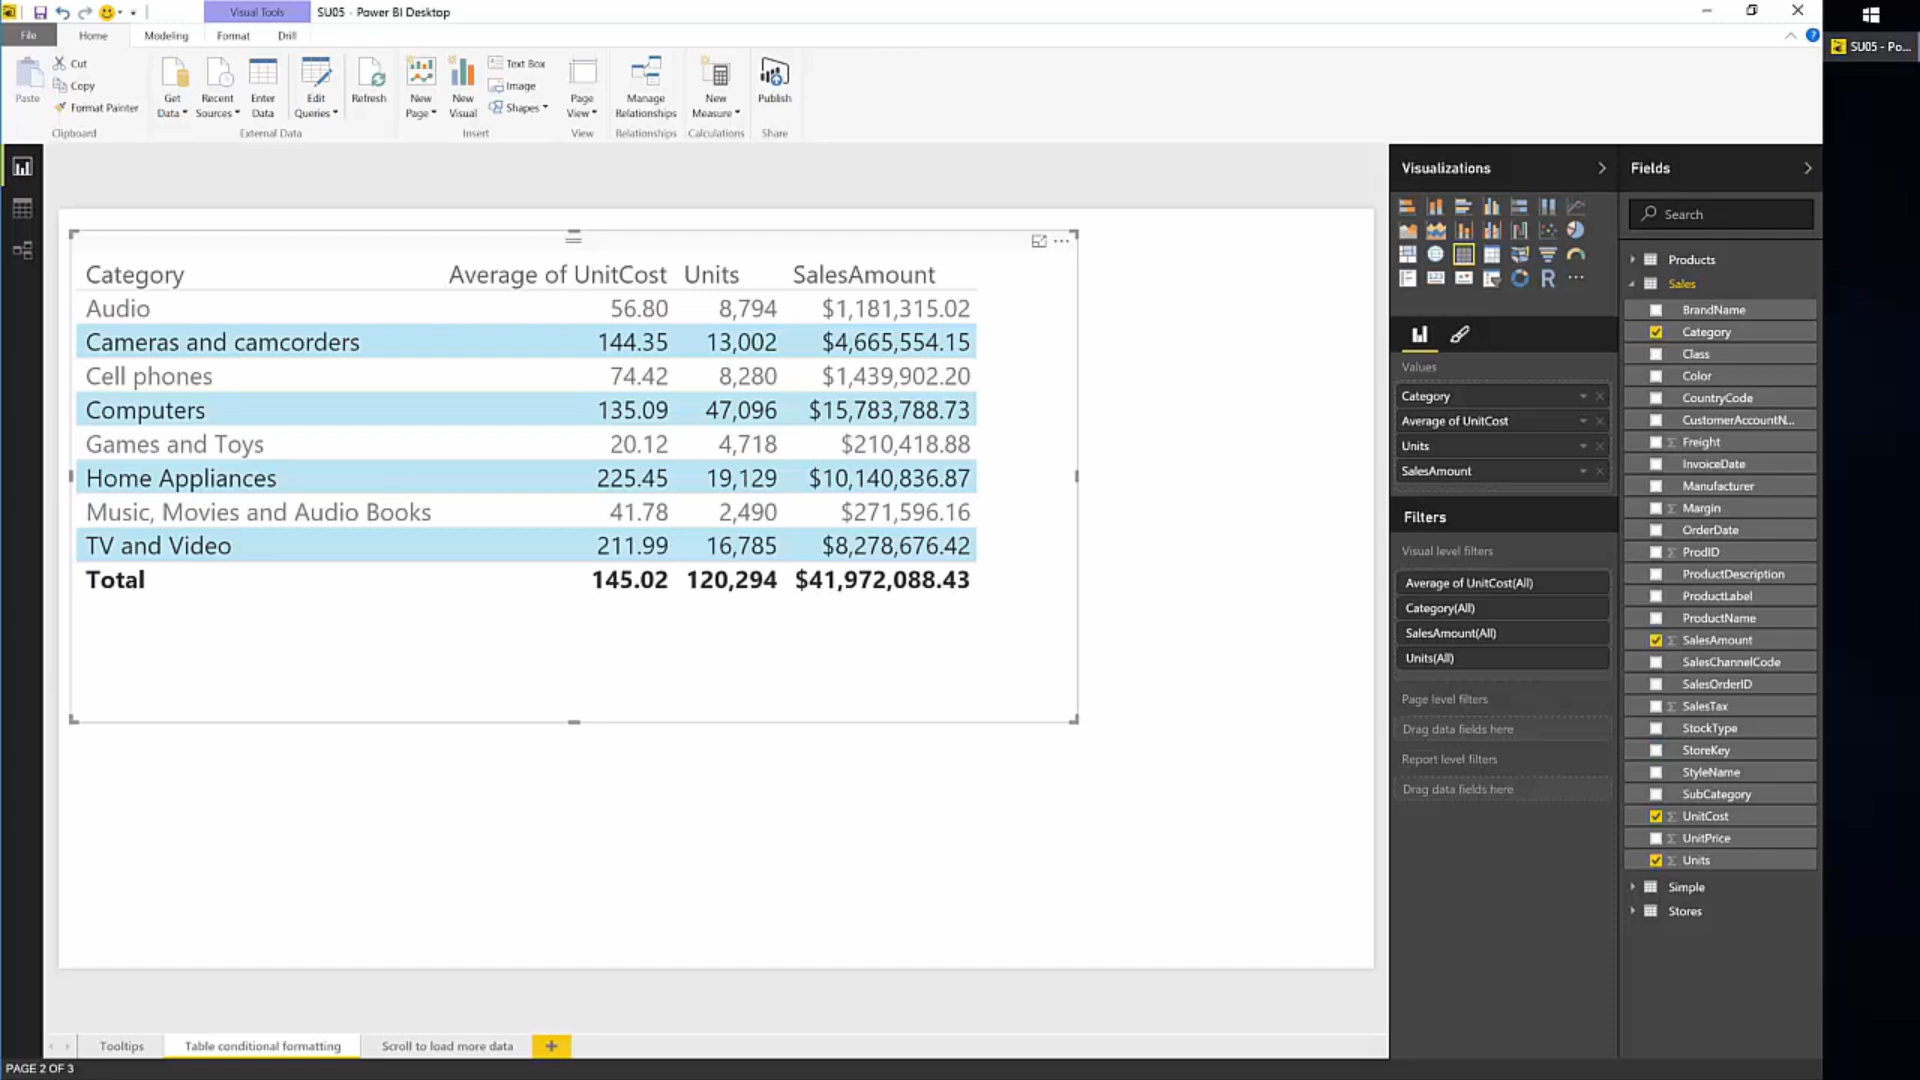 Visual Tools
SU05 - Power BI Desktop
SU05 - Po...
File
Home
Modeling
Format
Drill
Paste
Cut
Copy
Format Painter
Clipboard
Get Data
Recent Sources
Enter Data
Edit Queries
Refresh
External Data
New Page
New Visual
Text Box
Image
Shapes
Insert
Page View
View
Manage Relationships
Relationships
New Measure
Calculations
Publish
Share
Category Average of UnitCost Units SalesAmount
Audio 56.80 8,794 $1,181,315.02
Cameras and camcorders 144.35 13,002 $4,665,554.15
Cell phones 74.42 8,280 $1,439,902.20
Computers 135.09 47,096 $15,783,788.73
Games and Toys 20.12 4,718 $210,418.88
Home Appliances 225.45 19,129 $10,140,836.87
Music, Movies and Audio Books 41.78 2,490 $271,596.16
TV and Video 211.99 16,785 $8,278,676.42
Total 145.02 120,294 $41,972,088.43
Visualizations
R
Values
Category
Average of UnitCost
Units
SalesAmount
Filters
Visual level filters
Average of UnitCost(All)
Category(All)
SalesAmount(All)
Units(All)
Page level filters
Drag data fields here
Report level filters
Drag data fields here
Fields
Search
Products
Sales
BrandName
Category
Class
Color
CountryCode
CustomerAccountN...
Freight
InvoiceDate
Manufacturer
Margin
OrderDate
ProdID
ProductDescription
ProductLabel
ProductName
SalesAmount
SalesChannelCode
SalesOrderID
SalesTax
StockType
StoreKey
StyleName
SubCategory
UnitCost
UnitPrice
Units
Simple
Stores
Tooltips
Table conditional formatting
Scroll to load more data
PAGE 2 OF 3